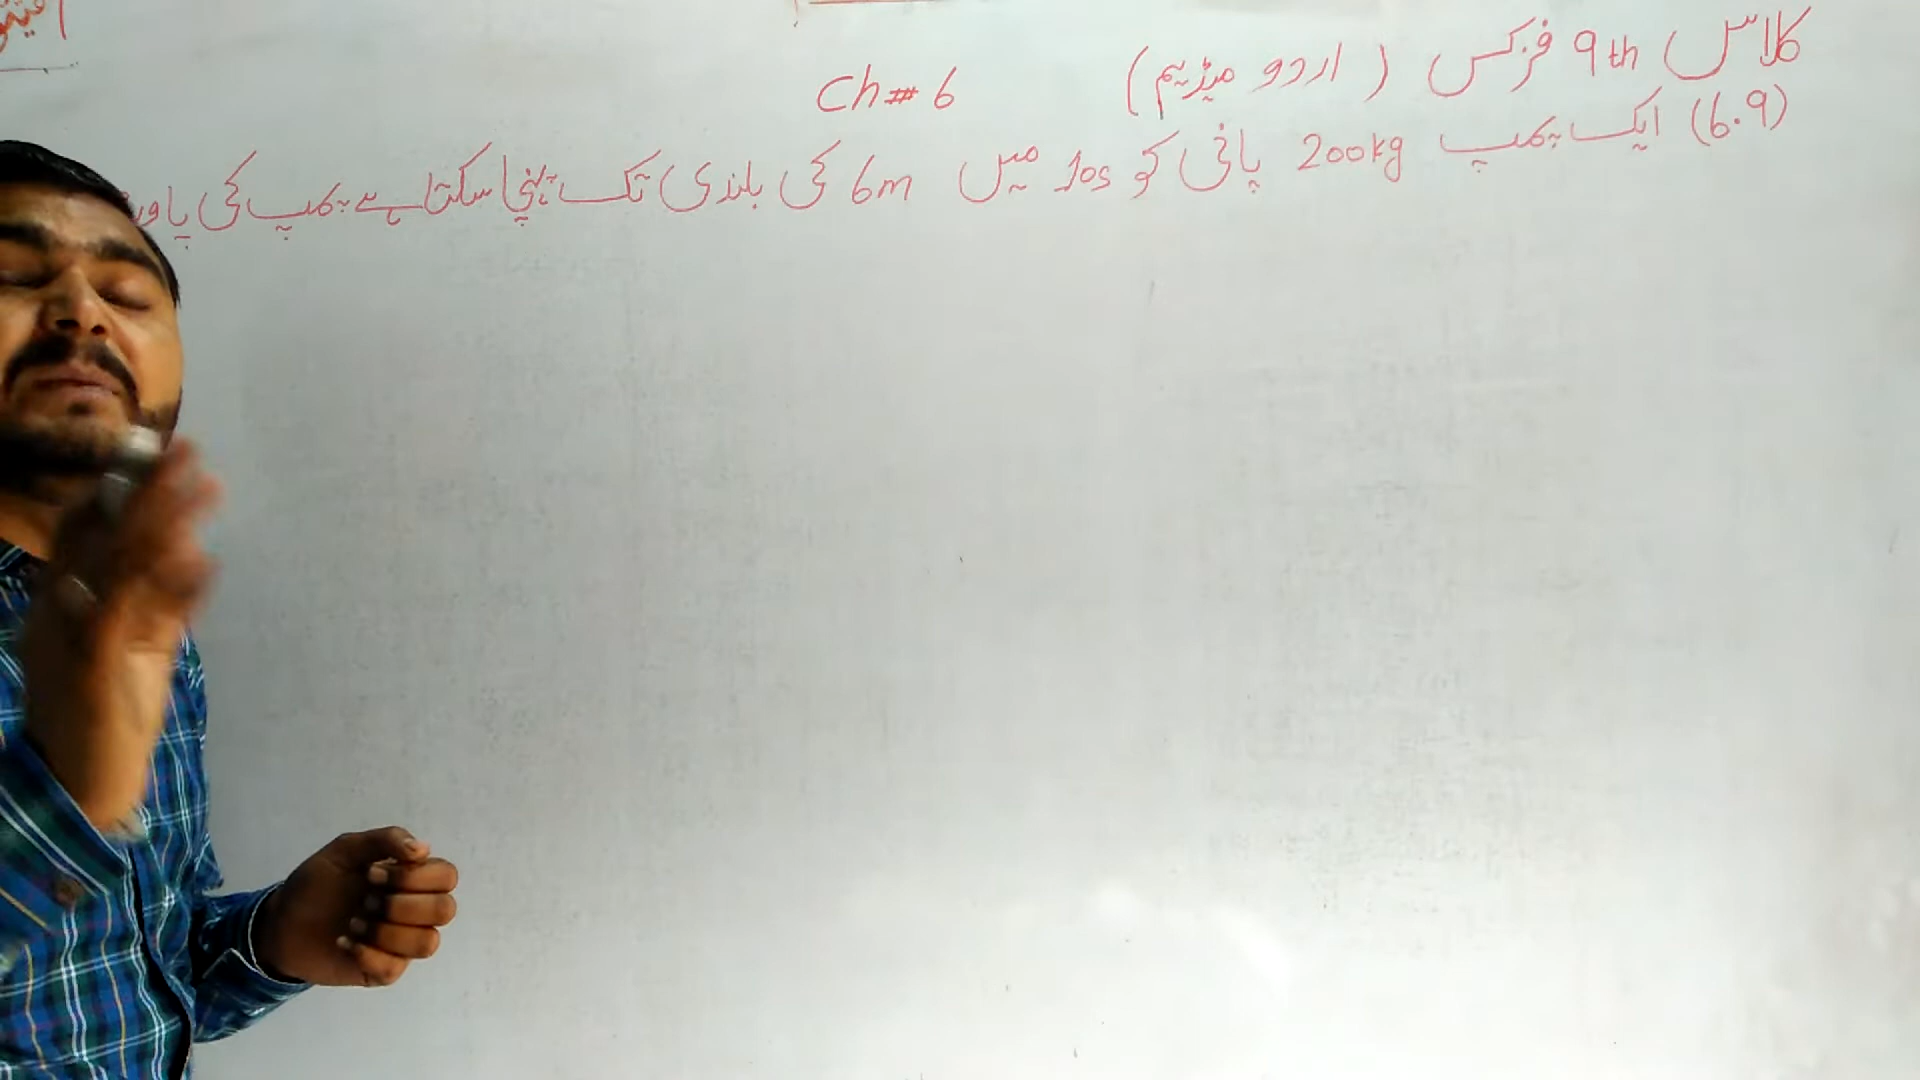 کلاس 9th فزکس ( اردو میڈیم) Ch#6
(6.9) ایک پمپ 200kg پانی کو 10s میں 6m کی بلندی تک پہنچا سکتا ہے پمپ کی پاور